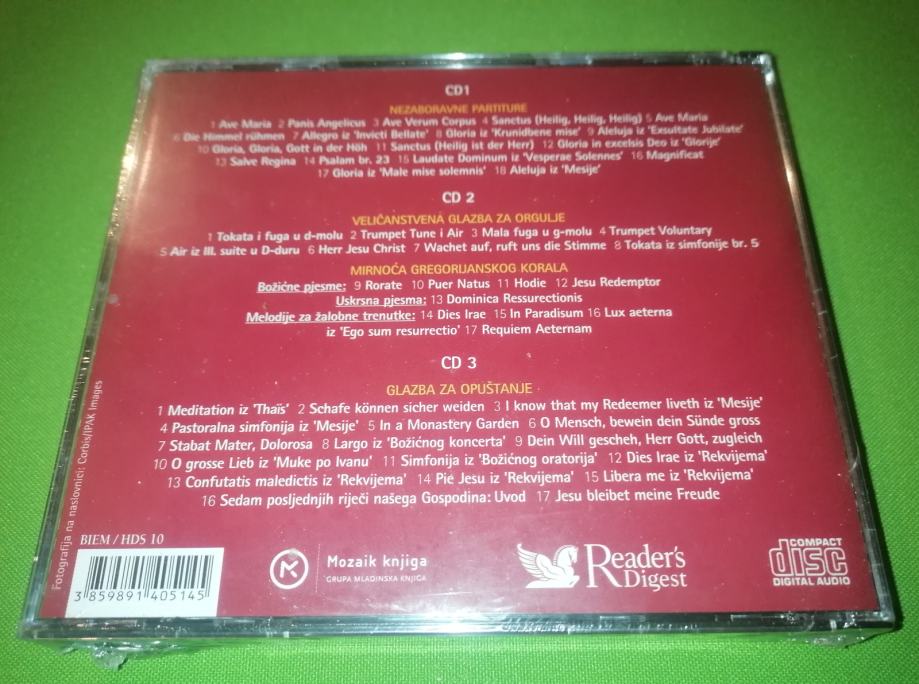 CD1
NEZABORAVNE PARTITURE
1 Ave Maria 2 Panis Angelicus 3 Ave Verum Corpus 4 Sanctus (Heilig, Heilig, Heilig) 5 Ave Maria
6 Die Himmel rühmen 7 Allegro iz 'Invicti Bellate' 8 Gloria iz 'Krunidbene mise' 9 Aleluja iz 'Exsultate Jubilate'
10 Gloria, Gloria, Gott in der Höh 11 Sanctus (Heilig ist der Herr) 12 Gloria in excelsis Deo iz 'Glorije'
13 Salve Regina 14 Psalam br. 23 15 Laudate Dominum iz 'Vesperae Solennes' 16 Magnificat
17 Gloria iz 'Male mise solemnis' 18 Aleluja iz 'Mesije'
CD 2
VELIČANSTVENA GLAZBA ZA ORGULJE
1 Tokata i fuga u d-molu 2 Trumpet Tune i Air 3 Mala fuga u g-molu 4 Trumpet Voluntary
5 Air iz III. suite u D-duru 6 Herr Jesu Christ 7 Wachet auf, ruft uns die Stimme 8 Tokata iz simfonije br. 5
MIRNOĆA GREGORIJANSKOG KORALA
Božićne pjesme: 9 Rorate 10 Puer Natus 11 Hodie 12 Jesu Redemptor
Uskrsna pjesma: 13 Dominica Ressurectionis
Melodije za žalobne trenutke: 14 Dies Irae 15 In Paradisum 16 Lux aeterna
iz 'Ego sum resurrectio' 17 Requiem Aeternam
CD 3
GLAZBA ZA OPUŠTANJE
1 Meditation iz 'Thaïs' 2 Schafe können sicher weiden 3 I know that my Redeemer liveth iz 'Mesije'
4 Pastoralna simfonija iz 'Mesije' 5 In a Monastery Garden 6 O Mensch, bewein dein Sünde gross
7 Stabat Mater, Dolorosa 8 Largo iz 'Božićnog koncerta' 9 Dein Will gescheh, Herr Gott, zugleich
10 O grosse Lieb iz 'Muke po Ivanu' 11 Simfonija iz 'Božićnog oratorija' 12 Dies Irae iz 'Rekvijema'
13 Confutatis maledictis iz 'Rekvijema' 14 Pie Jesu iz 'Rekvijema' 15 Libera me iz 'Rekvijema'
16 Sedam posljednjih riječi našega Gospodina: Uvod 17 Jesu bleibet meine Freude
Fotografija na naslovnici: Corbis/IPAK Images
BIEM / HDS 10
3 859891 405145
Mozaik knjiga
GRUPA MLADINSKA KNJIGA
Reader's
Digest
COMPACT
disc
DIGITAL AUDIO